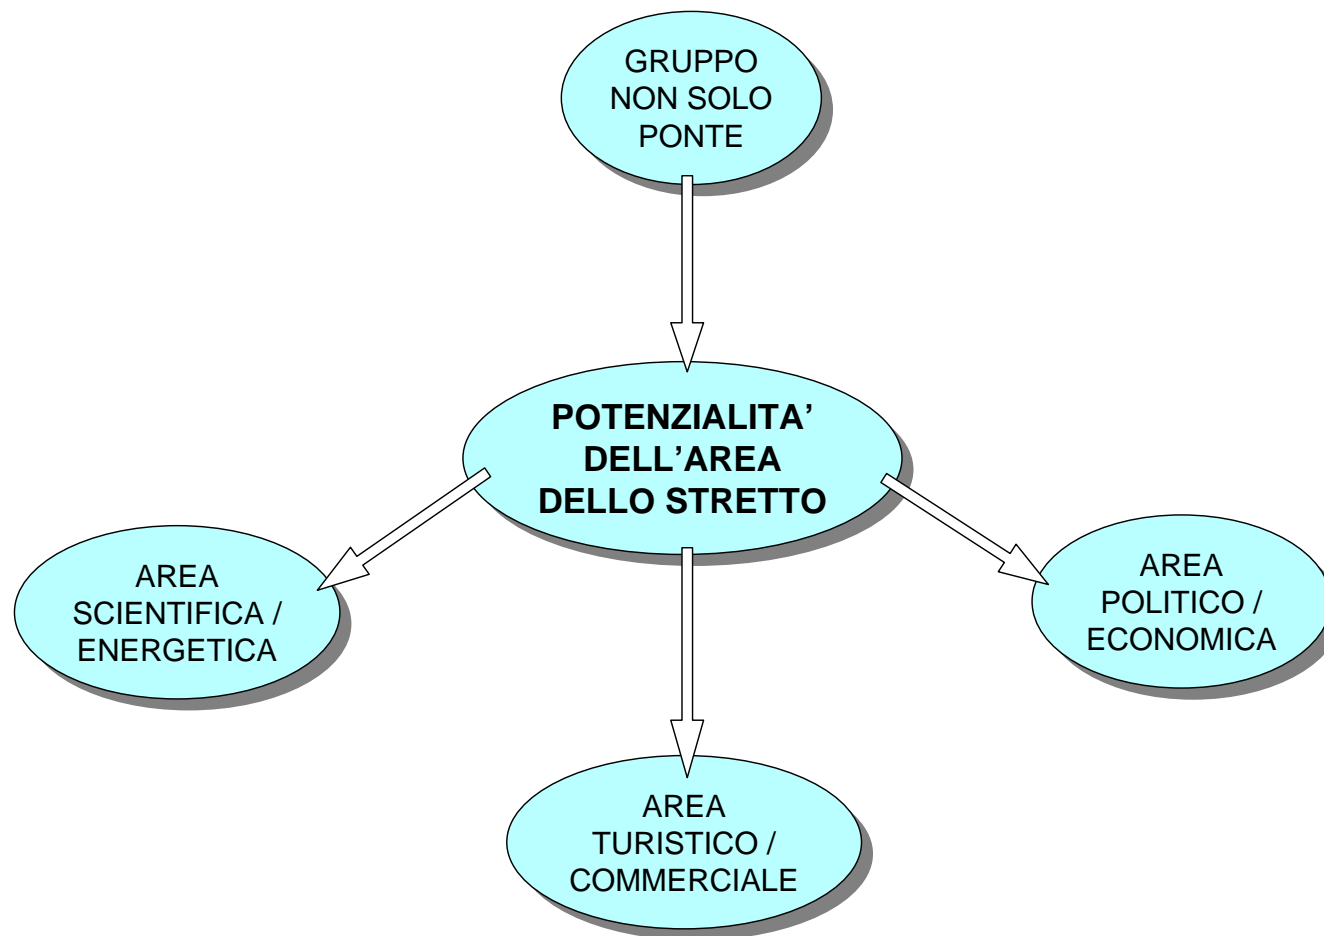 GRUPPO
NON SOLO
PONTE
POTENZIALITA’
DELL’AREA
DELLO STRETTO
AREA
SCIENTIFICA /
ENERGETICA
AREA
POLITICO /
ECONOMICA
AREA
TURISTICO /
COMMERCIALE